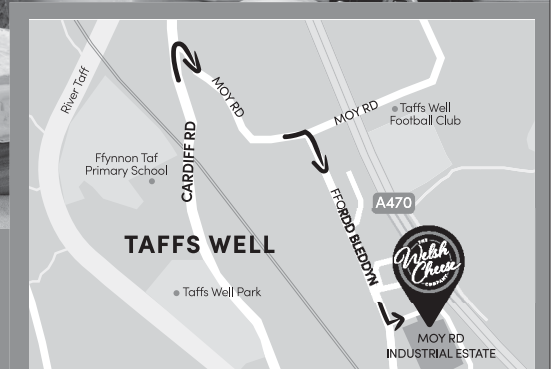 River Taff
MOY RD
MOY RD
Taffs Well
Football Club
CARDIFF RD
Ffynnon Taf
Primary School
A470
FFORDD BLEDDYN
TAFFS WELL
THE
Welsh
Cheese
COMPANY
Taffs Well Park
MOY RD
INDUSTRIAL ESTATE